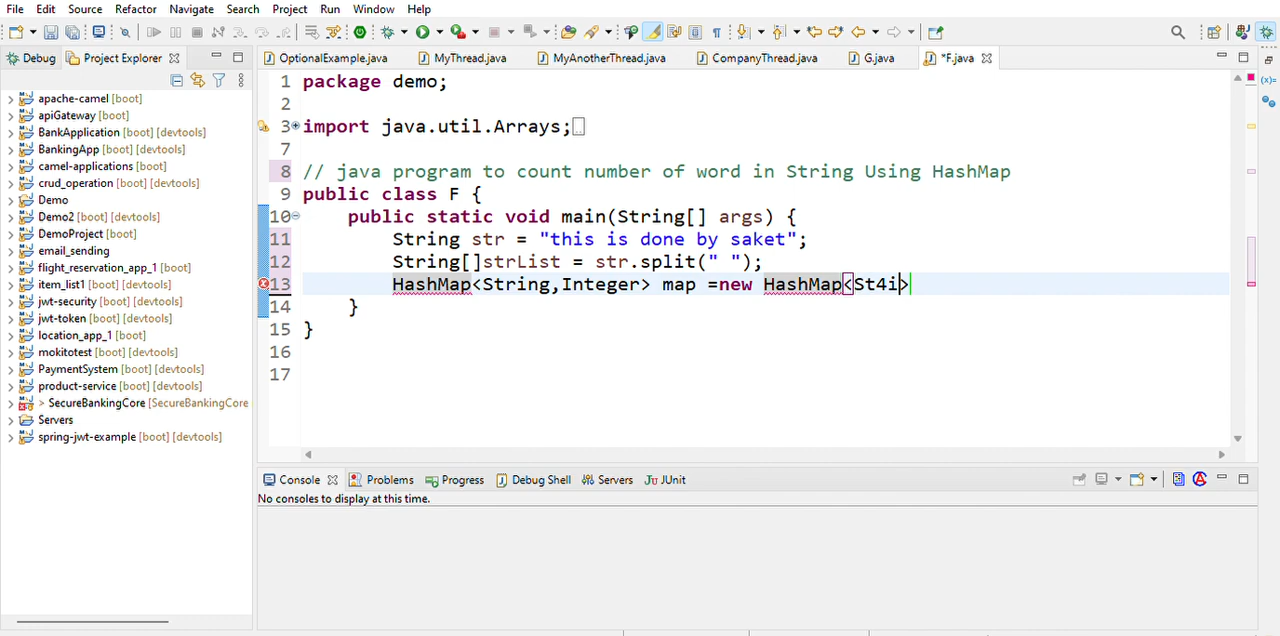 File Edit Source Refactor Navigate Search Project Run Window Help
Debug Project Explorer
OptionalExample.java MyThread.java MyAnotherThread.java CompanyThread.java G.java *F.java
apache-camel [boot]
apiGateway [boot]
BankApplication [boot] [devtools]
BankingApp [boot] [devtools]
camel-applications [boot]
crud_operation [boot] [devtools]
Demo
Demo2 [boot] [devtools]
DemoProject [boot]
email_sending
flight_reservation_app_1 [boot]
item_list1 [boot] [devtools]
jwt-security [boot]
jwt-token [boot] [devtools]
location_app_1 [boot]
mokitotest [boot] [devtools]
PaymentSystem [boot] [devtools]
product-service [boot] [devtools]
> SecureBankingCore [SecureBankingCore
Servers
spring-jwt-example [boot] [devtools]
1 package demo;
2
3 import java.util.Arrays;
7
8 // java program to count number of word in String Using HashMap
9 public class F {
10 public static void main(String[] args) {
11 String str = "this is done by saket";
12 String[]strList = str.split(" ");
13 HashMap<String,Integer> map =new HashMap<St4i>
14 }
15 }
16
17
Console Problems Progress Debug Shell Servers JUnit
No consoles to display at this time.